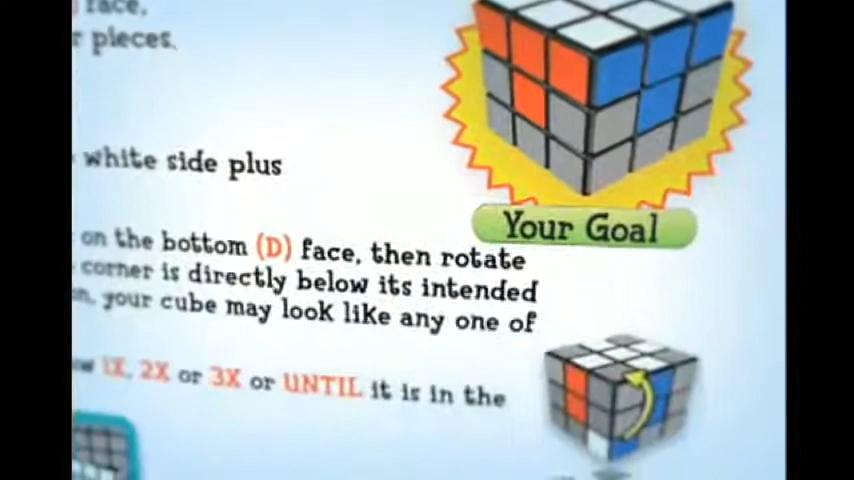 face,
pieces.
white side plus
Your Goal
on the bottom (D) face, then rotate
corner is directly below its intended
your cube may look like any one of
1X, 2X or 3X or UNTIL it is in the